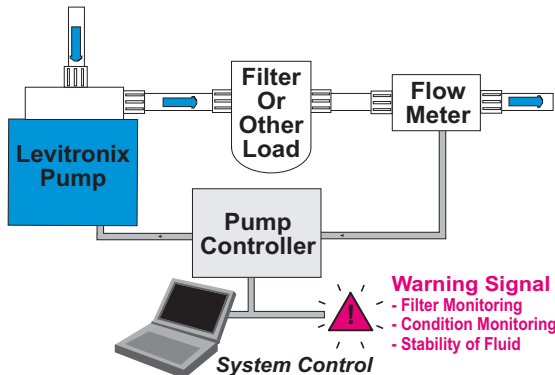 Levitronix
Pump
Filter
Or
Other
Load
Flow
Meter
Pump
Controller
!
Warning Signal
- Filter Monitoring
- Condition Monitoring
- Stability of Fluid
System Control